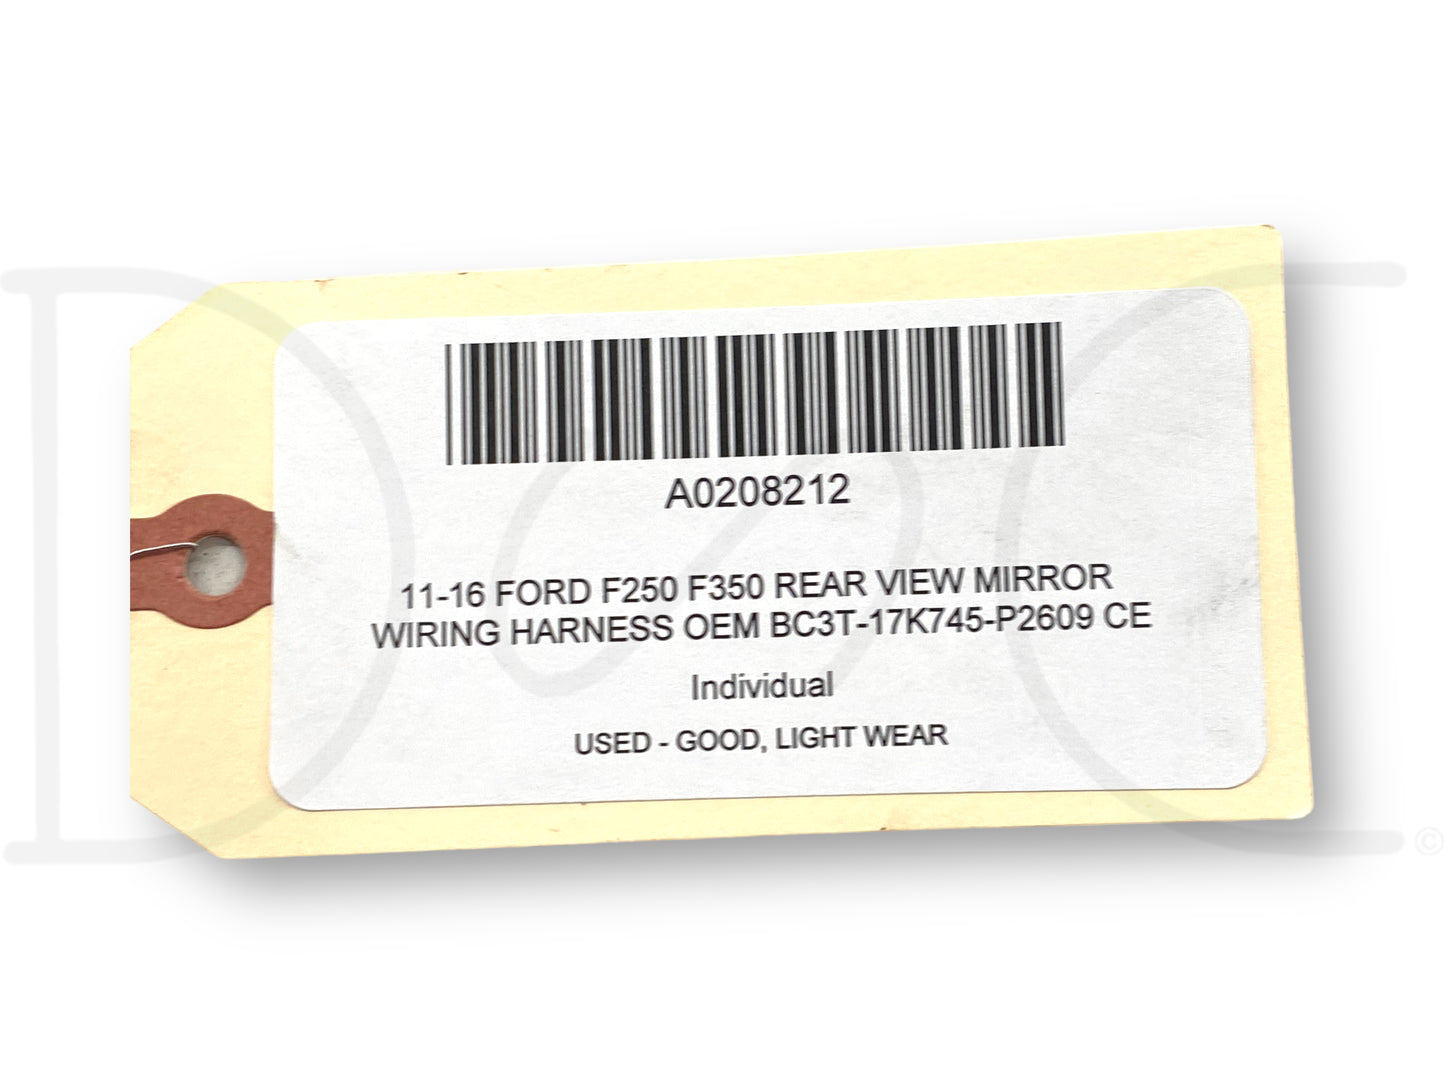 A0208212
11-16 FORD F250 F350 REAR VIEW MIRROR
WIRING HARNESS OEM BC3T-17K745-P2609 CE
Individual
USED - GOOD, LIGHT WEAR
D C ©